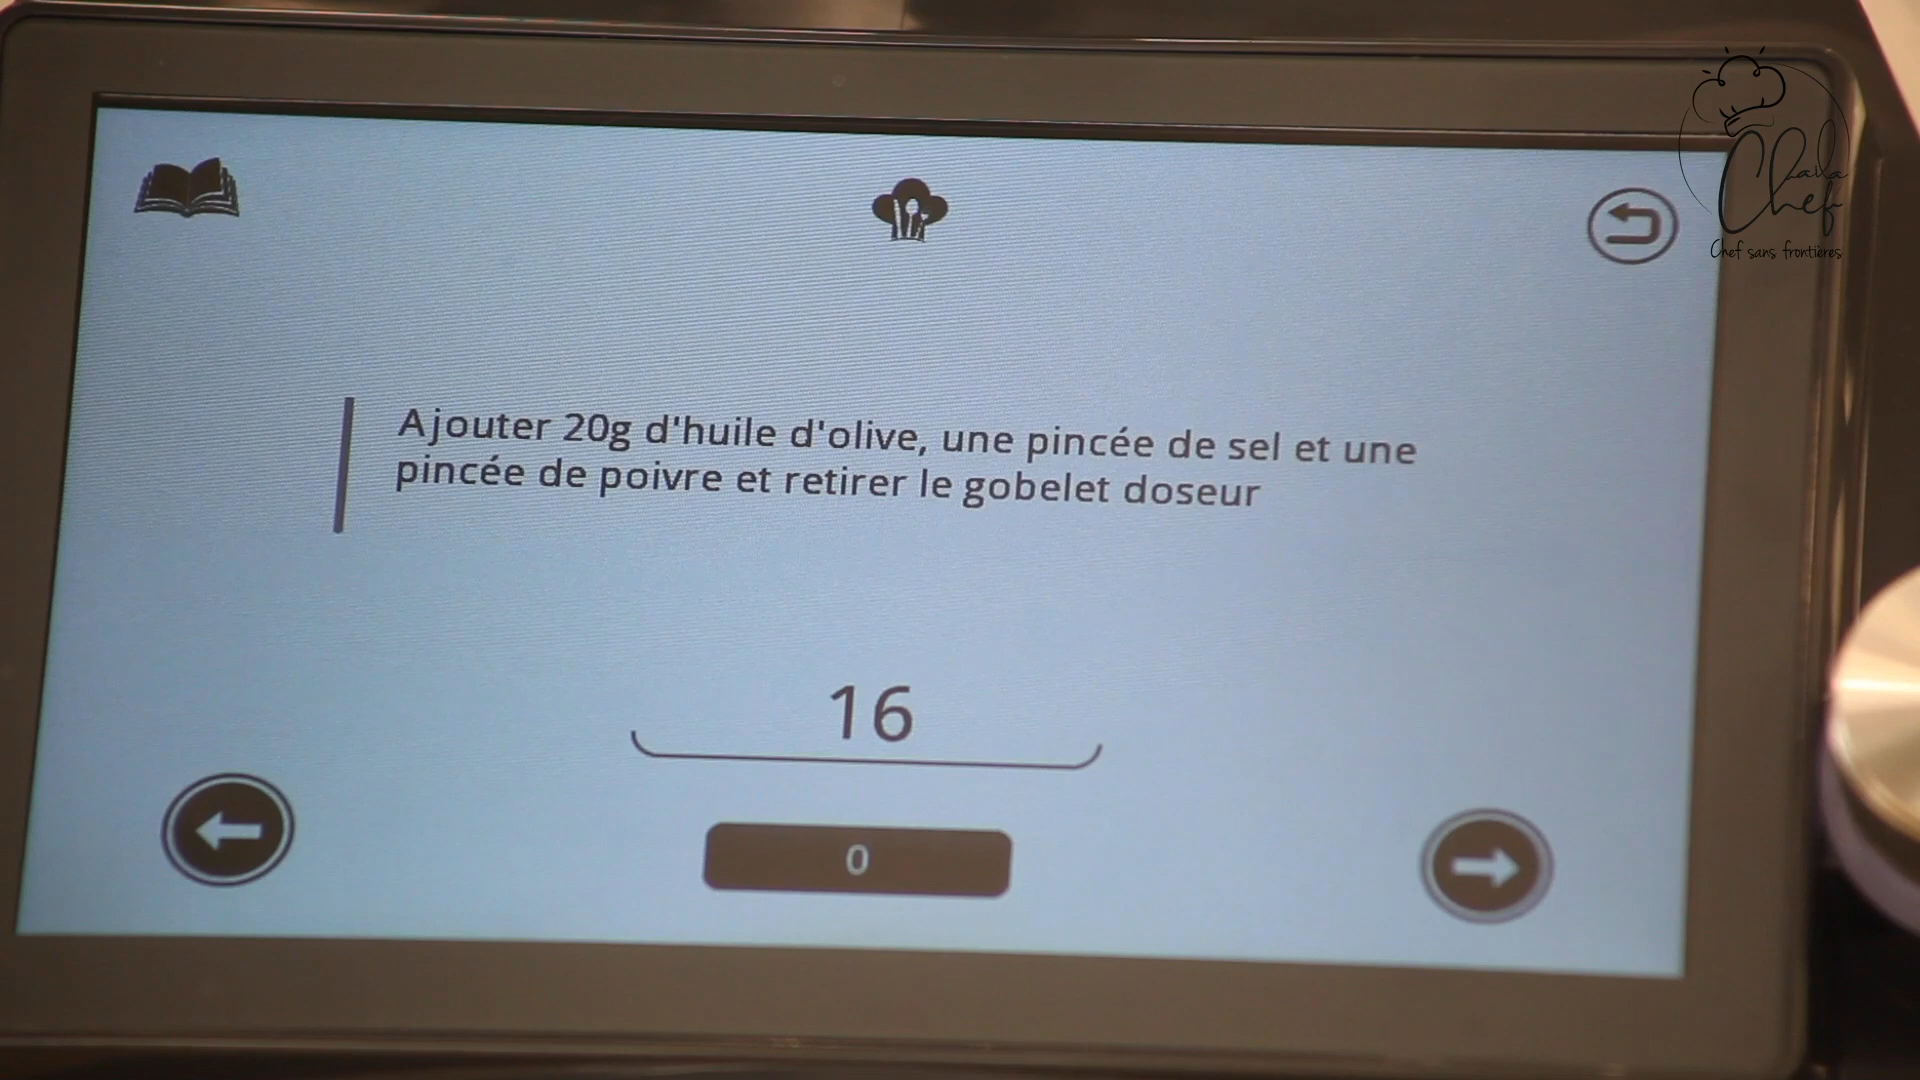 Laila
Chef
Chef sans frontières
Ajouter 20g d'huile d'olive, une pincée de sel et une
pincée de poivre et retirer le gobelet doseur
16
0